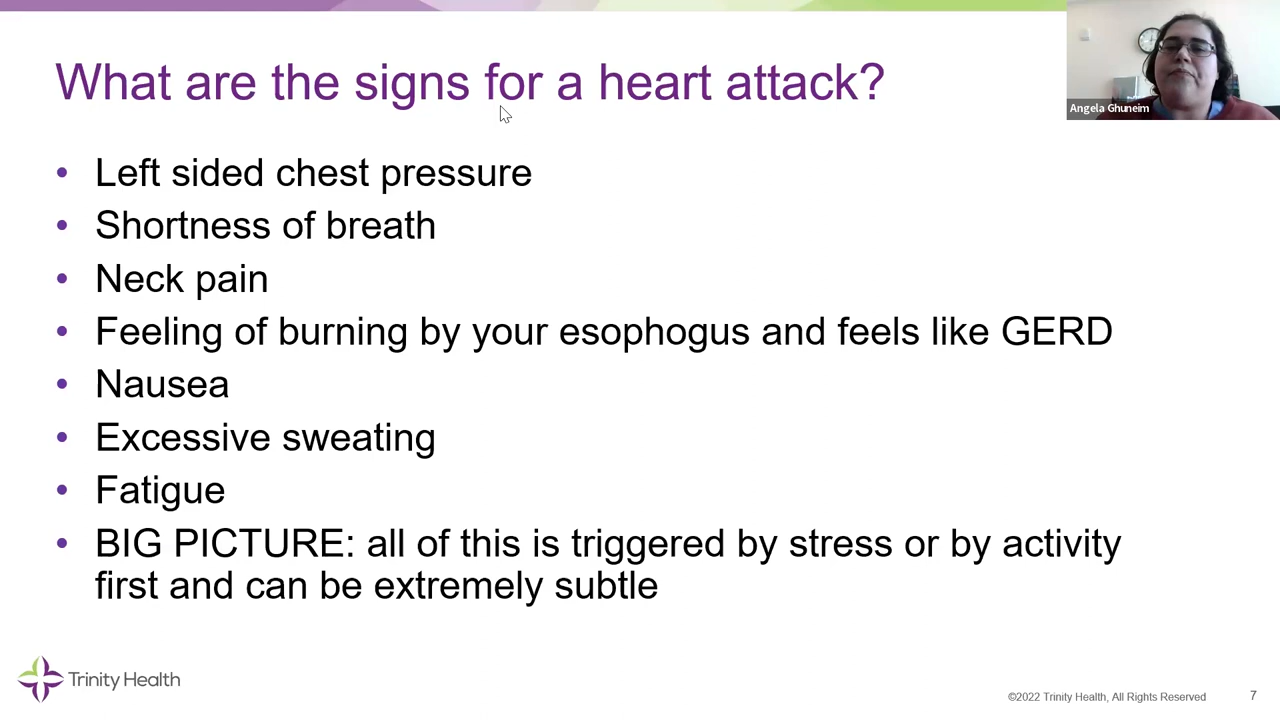 What are the signs for a heart attack?
Angela Ghuneim
• Left sided chest pressure
• Shortness of breath
• Neck pain
• Feeling of burning by your esophogus and feels like GERD
• Nausea
• Excessive sweating
• Fatigue
• BIG PICTURE: all of this is triggered by stress or by activity
first and can be extremely subtle
Trinity Health
©2022 Trinity Health, All Rights Reserved
7